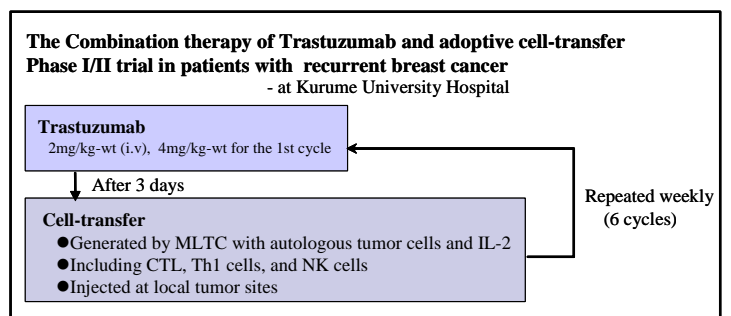 The Combination therapy of Trastuzumab and adoptive cell-transfer
Phase I/II trial in patients with recurrent breast cancer
- at Kurume University Hospital
Trastuzumab
2mg/kg-wt (i.v), 4mg/kg-wt for the 1st cycle
After 3 days
Repeated weekly
(6 cycles)
Cell-transfer
●Generated by MLTC with autologous tumor cells and IL-2
●Including CTL, Th1 cells, and NK cells
●Injected at local tumor sites